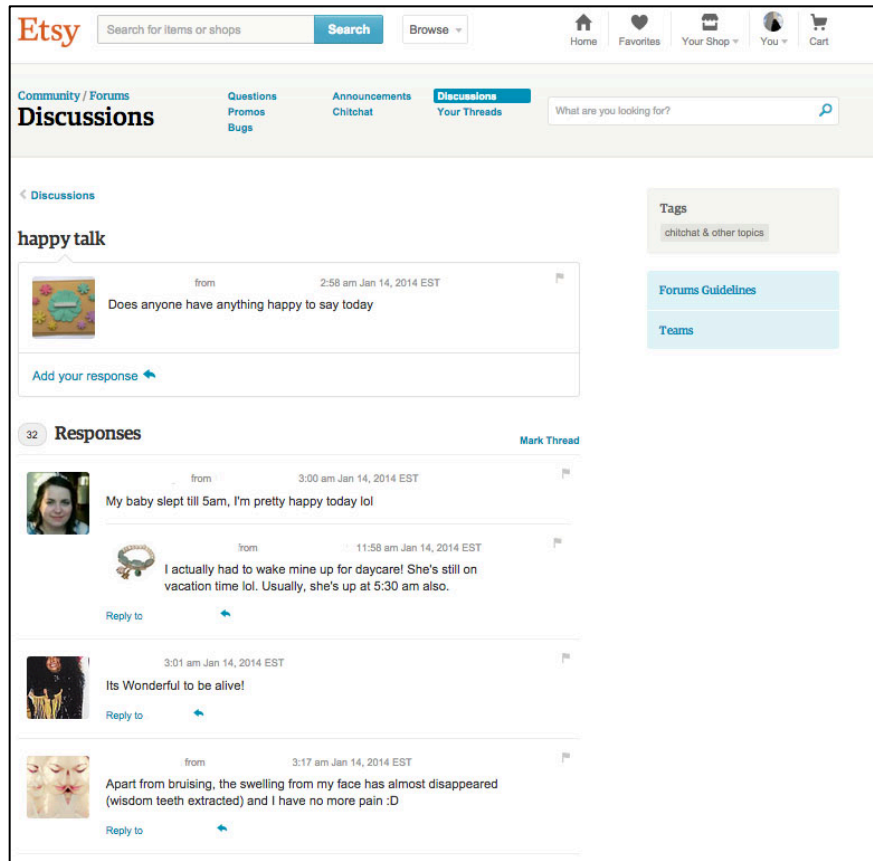 Etsy
Search for items or shops
Search
Browse
Home
Favorites
Your Shop
You
Cart
Community / Forums
Discussions
Questions
Promos
Bugs
Announcements
Chitchat
Discussions
Your Threads
What are you looking for?
Discussions
happy talk
from 2:58 am Jan 14, 2014 EST
Does anyone have anything happy to say today
Add your response
Tags
chitchat & other topics
Forums Guidelines
Teams
32 Responses
Mark Thread
from 3:00 am Jan 14, 2014 EST
My baby slept till 5am, I'm pretty happy today lol
from 11:58 am Jan 14, 2014 EST
I actually had to wake mine up for daycare! She's still on
vacation time lol. Usually, she's up at 5:30 am also.
Reply to
3:01 am Jan 14, 2014 EST
Its Wonderful to be alive!
Reply to
from 3:17 am Jan 14, 2014 EST
Apart from bruising, the swelling from my face has almost disappeared
(wisdom teeth extracted) and I have no more pain :D
Reply to